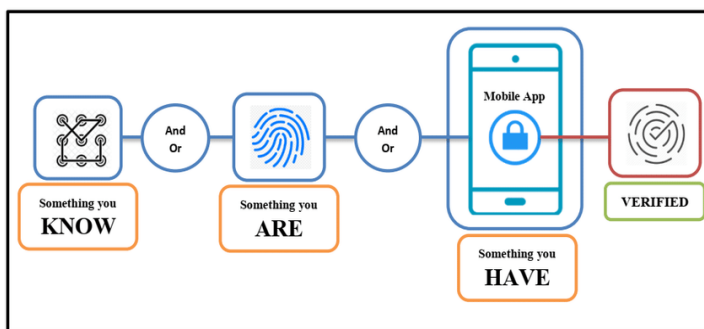 Mobile App
And
Or
And
Or
Something you
KNOW
Something you
ARE
Something you
HAVE
VERIFIED